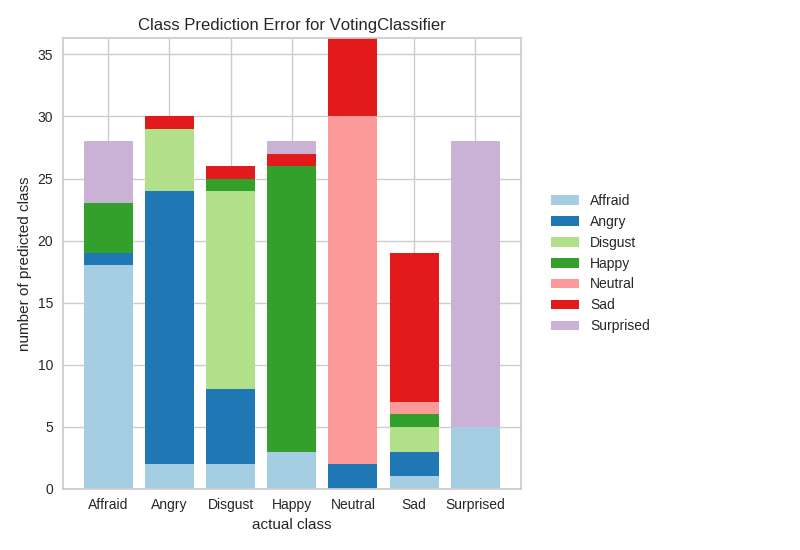 Class Prediction Error for VotingClassifier
number of predicted class
35
30
25
20
15
10
5
0
Affraid
Angry
Disgust
Happy
Neutral
Sad
Surprised
actual class
Affraid
Angry
Disgust
Happy
Neutral
Sad
Surprised